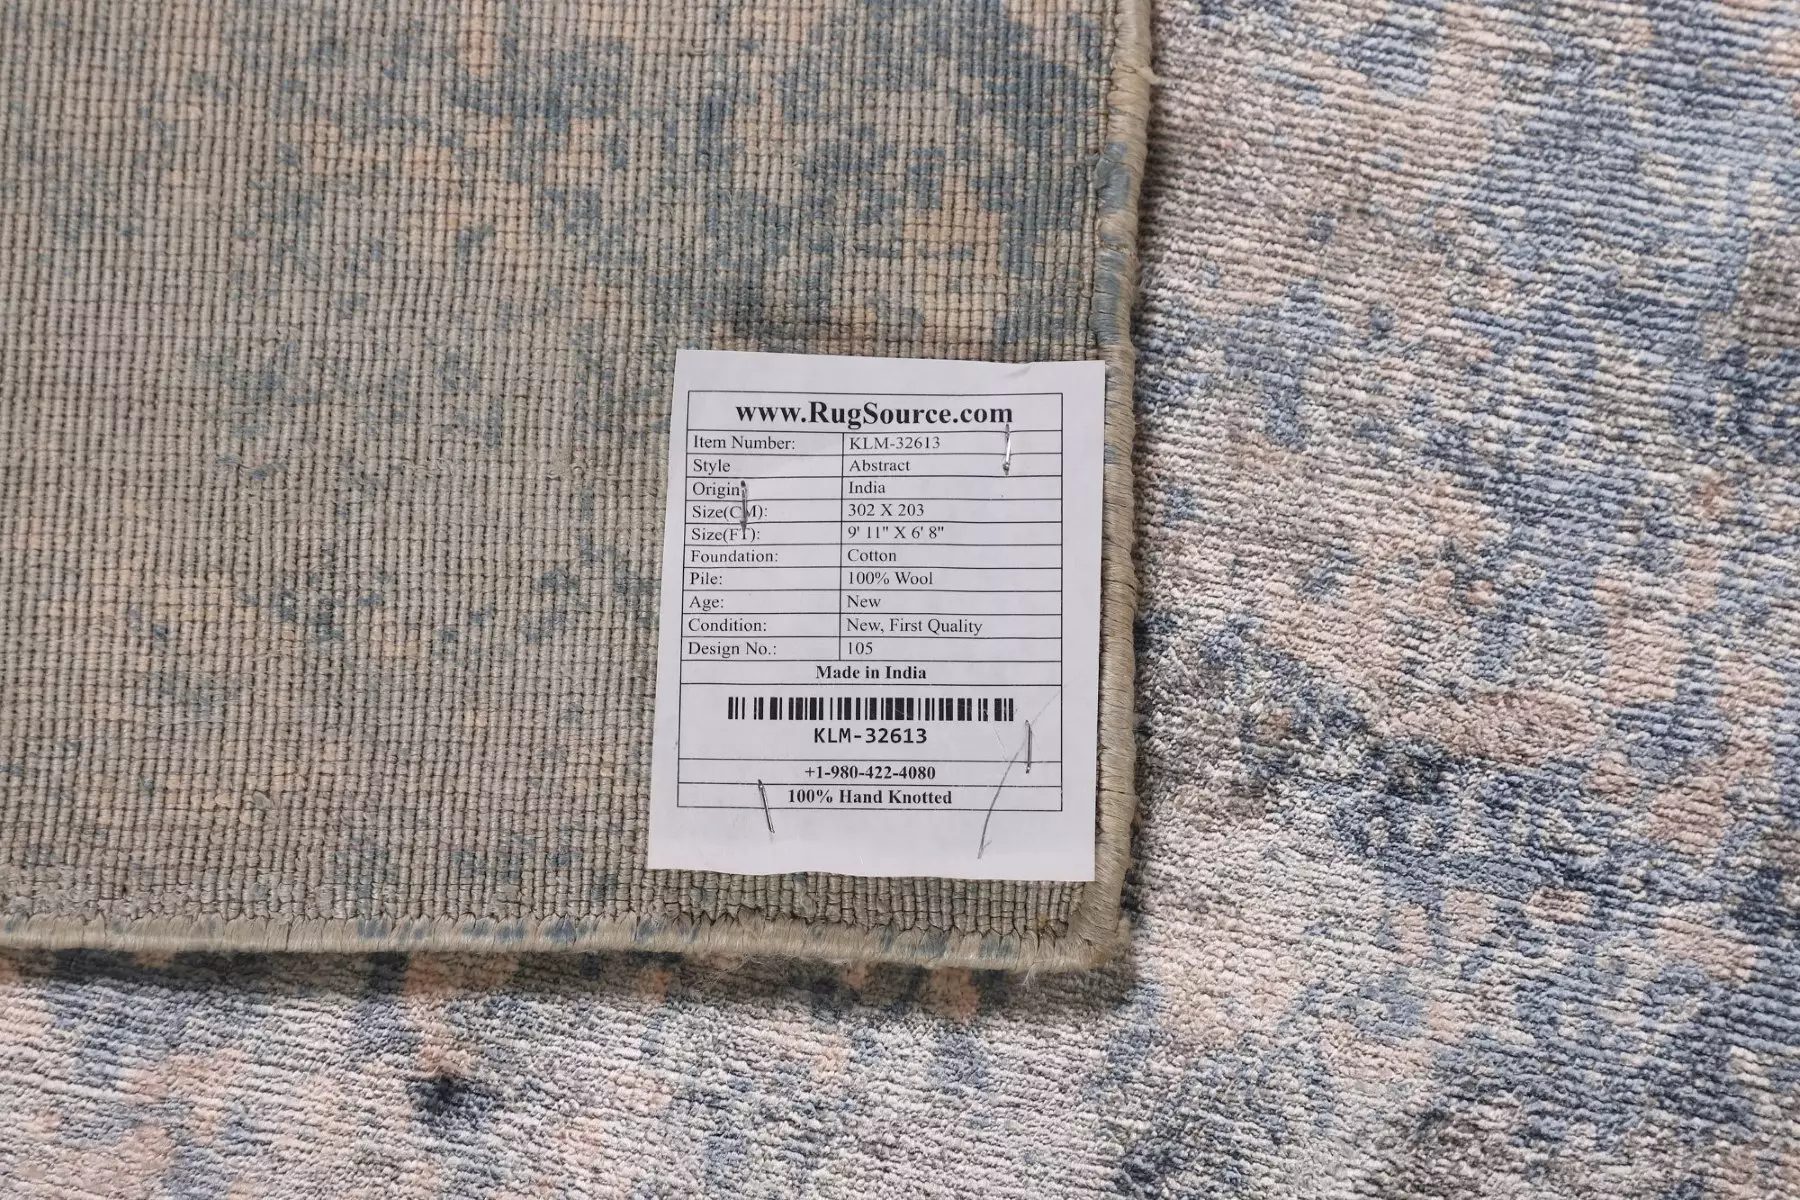 www.RugSource.com
Item Number: KLM-32613
Style Abstract
Origin: India
Size(CM): 302 X 203
Size(FT): 9' 11" X 6' 8"
Foundation: Cotton
Pile: 100% Wool
Age: New
Condition: New, First Quality
Design No.: 105
Made in India
KLM-32613
+1-980-422-4080
100% Hand Knotted